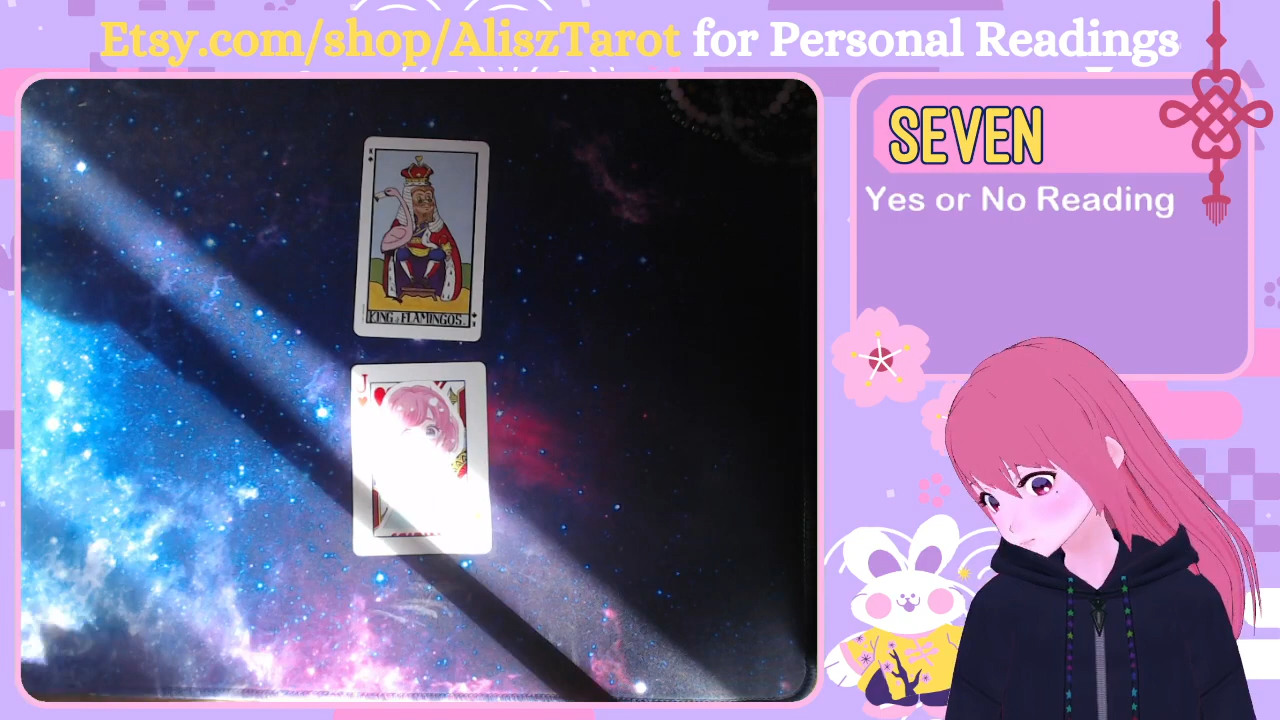 Etsy.com/shop/AliszTarot for Personal Readings
SEVEN
Yes or No Reading
K
KING of FLAMINGOS.
K
J